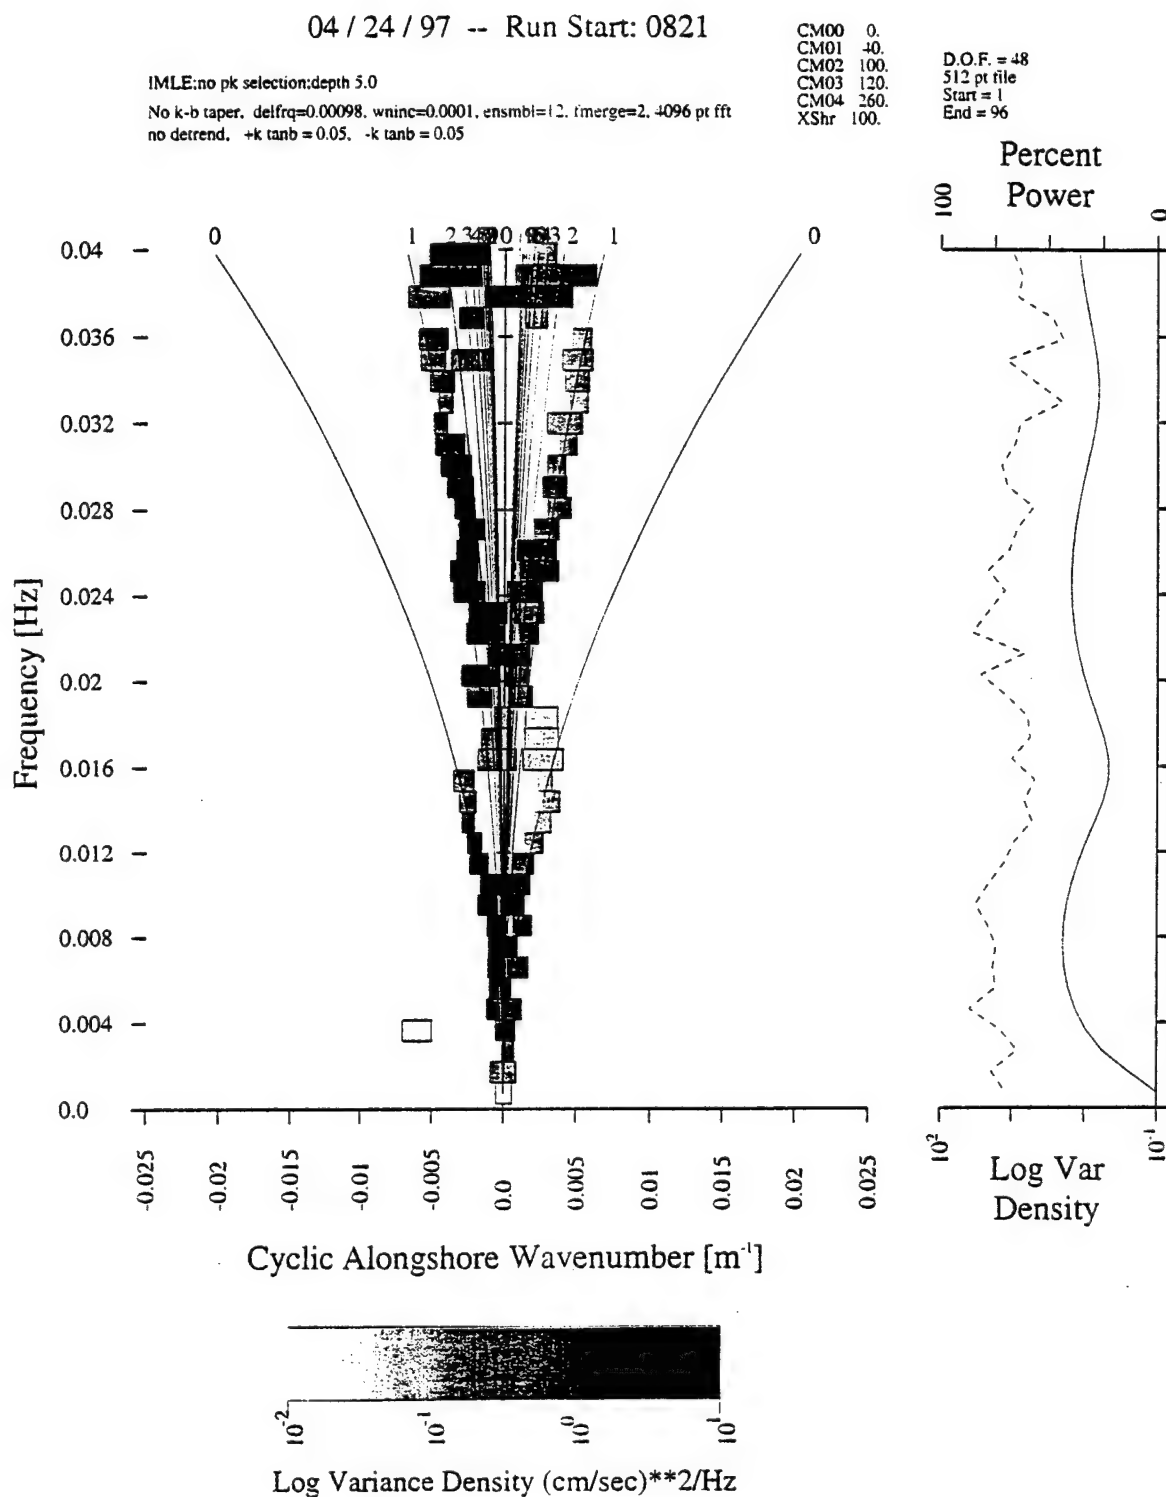 04 / 24 / 97 -- Run Start: 0821
CM00 0.
CM01 40.
CM02 100.
CM03 120.
CM04 260.
XShr 100.
D.O.F. = 48
512 pt file
Start = 1
End = 96
IMLE:no pk selection:depth 5.0
No k-b taper, delfrq=0.00098, wninc=0.0001, ensmbl=12, fmerge=2, 4096 pt fft
no detrend, +k tanb = 0.05, -k tanb = 0.05
Percent
Power
100 0
0 1 2 3 4 0 3 2 1 0
0.04
0.036
0.032
0.028
0.024
0.02
0.016
0.012
0.008
0.004
0.0
Frequency [Hz]
-0.025 -0.02 -0.015 -0.01 -0.005 0.0 0.005 0.01 0.015 0.02 0.025
Cyclic Alongshore Wavenumber [m⁻¹]
10² 10⁻¹
Log Var
Density
10⁻² 10⁻¹ 10⁰ 10¹
Log Variance Density (cm/sec)**2/Hz